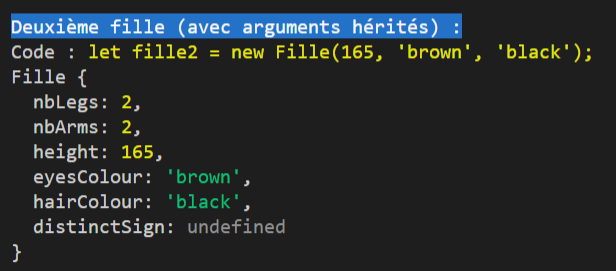 Deuxième fille (avec arguments hérités) :
Code : let fille2 = new Fille(165, 'brown', 'black');
Fille {
  nbLegs: 2,
  nbArms: 2,
  height: 165,
  eyesColour: 'brown',
  hairColour: 'black',
  distinctSign: undefined
}